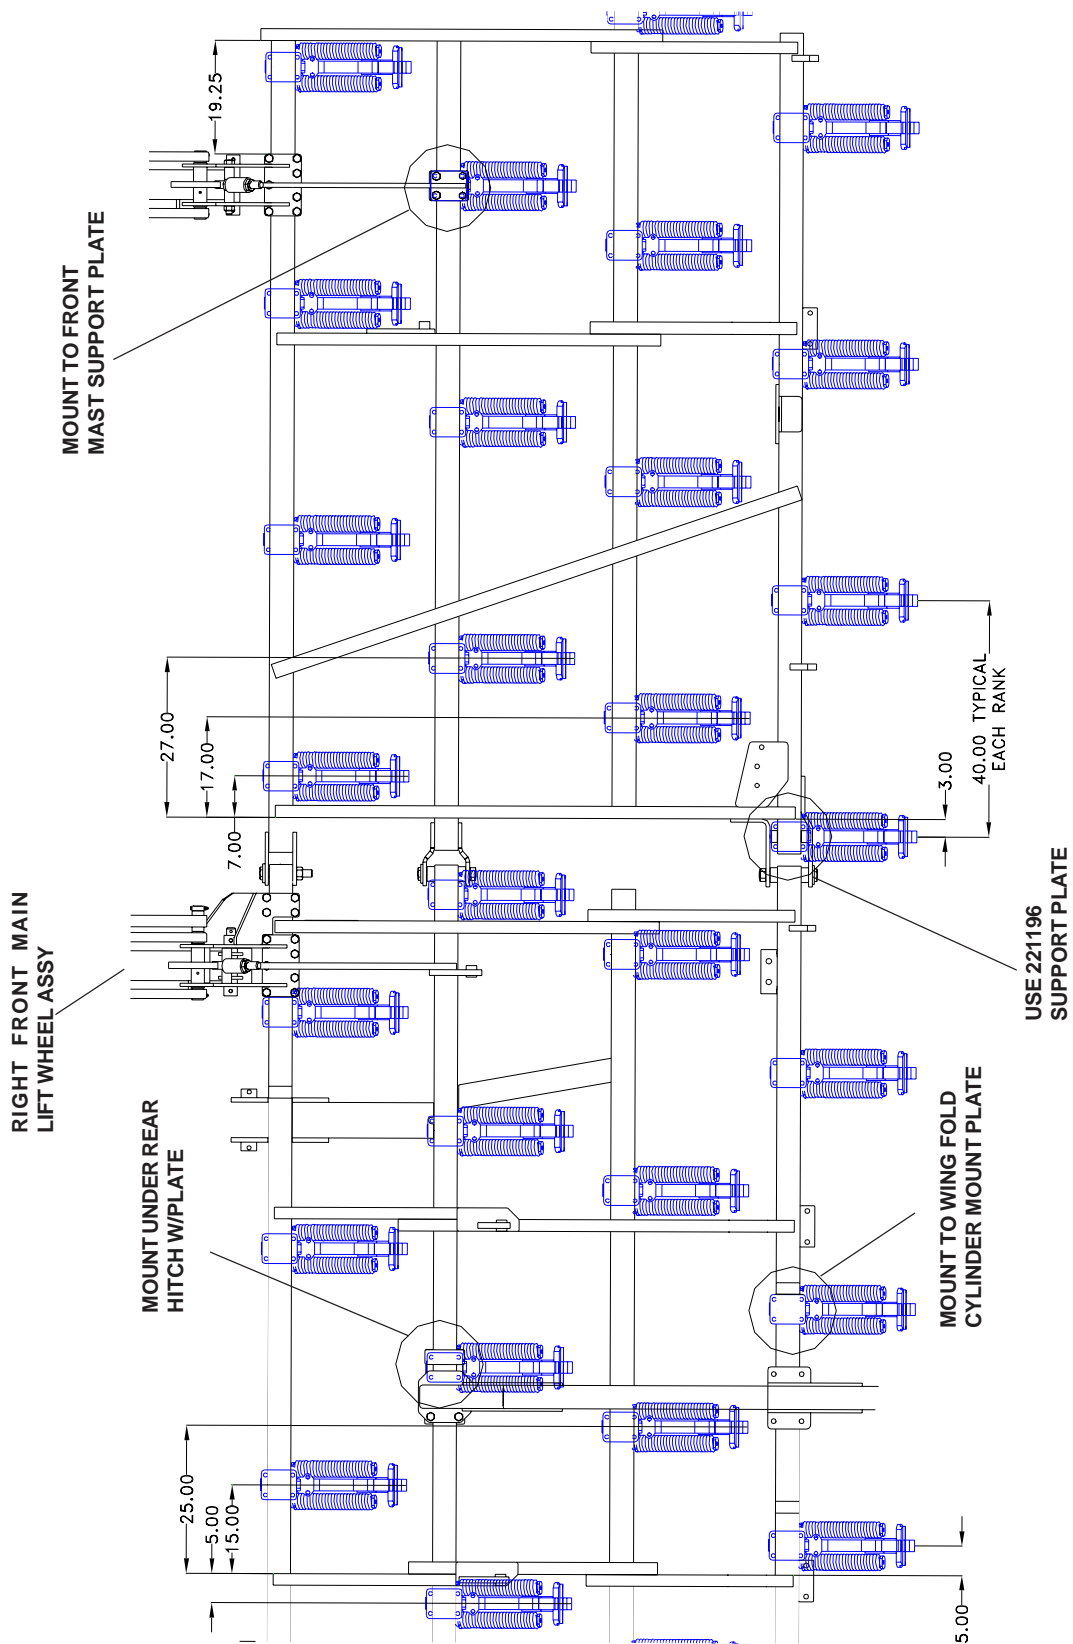 19.25
MOUNT TO FRONT
MAST SUPPORT PLATE
27.00
17.00
7.00
40.00 TYPICAL
EACH RANK
3.00
RIGHT FRONT MAIN
LIFT WHEEL ASSY
USE 221196
SUPPORT PLATE
MOUNT UNDER REAR
HITCH W/PLATE
MOUNT TO WING FOLD
CYLINDER MOUNT PLATE
25.00
5.00
15.00
5.00